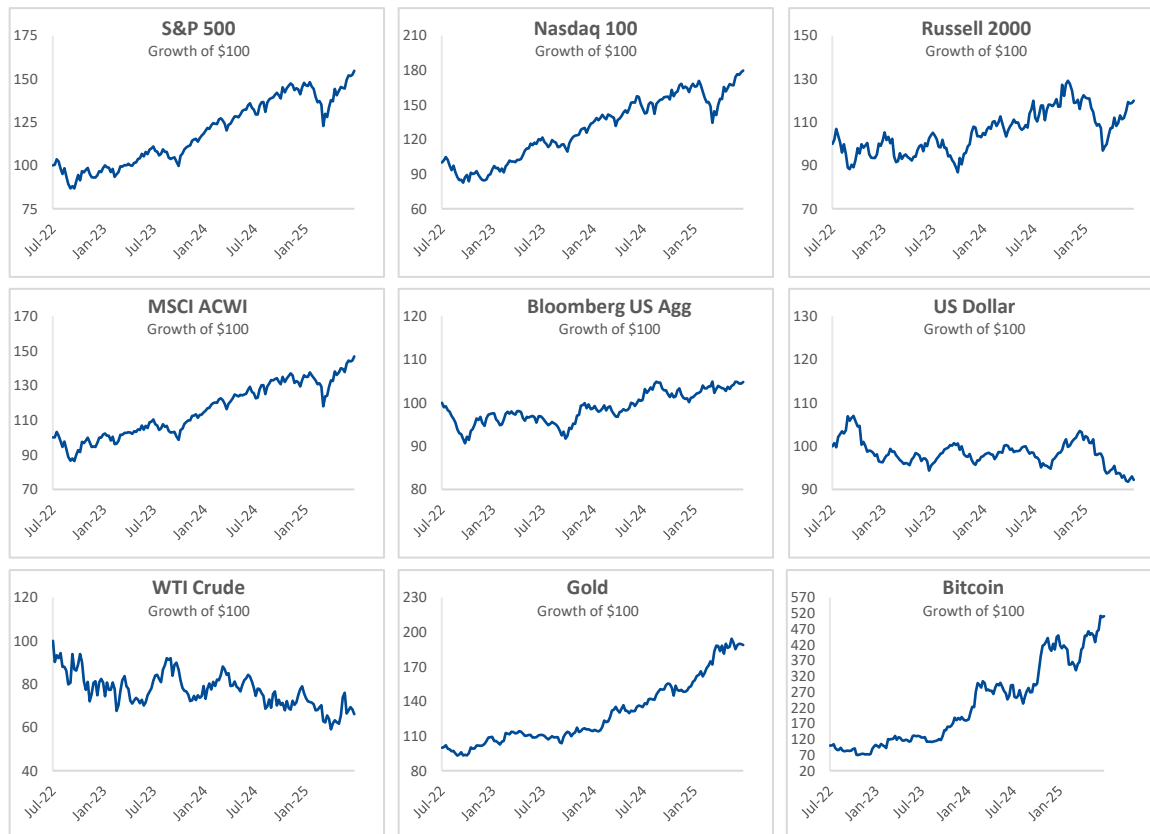 S&P 500
Growth of $100
175
150
125
100
75
Jul-22
Jan-23
Jul-23
Jan-24
Jul-24
Jan-25
Nasdaq 100
Growth of $100
210
180
150
120
90
60
Jul-22
Jan-23
Jul-23
Jan-24
Jul-24
Jan-25
Russell 2000
Growth of $100
150
130
110
90
70
Jul-22
Jan-23
Jul-23
Jan-24
Jul-24
Jan-25
MSCI ACWI
Growth of $100
170
150
130
110
90
70
Jul-22
Jan-23
Jul-23
Jan-24
Jul-24
Jan-25
Bloomberg US Agg
Growth of $100
120
110
100
90
80
Jul-22
Jan-23
Jul-23
Jan-24
Jul-24
Jan-25
US Dollar
Growth of $100
130
120
110
100
90
Jul-22
Jan-23
Jul-23
Jan-24
Jul-24
Jan-25
WTI Crude
Growth of $100
120
100
80
60
40
Jul-22
Jan-23
Jul-23
Jan-24
Jul-24
Jan-25
Gold
Growth of $100
230
200
170
140
110
80
Jul-22
Jan-23
Jul-23
Jan-24
Jul-24
Jan-25
Bitcoin
Growth of $100
570
520
470
420
370
320
270
220
170
120
70
20
Jul-22
Jan-23
Jul-23
Jan-24
Jul-24
Jan-25